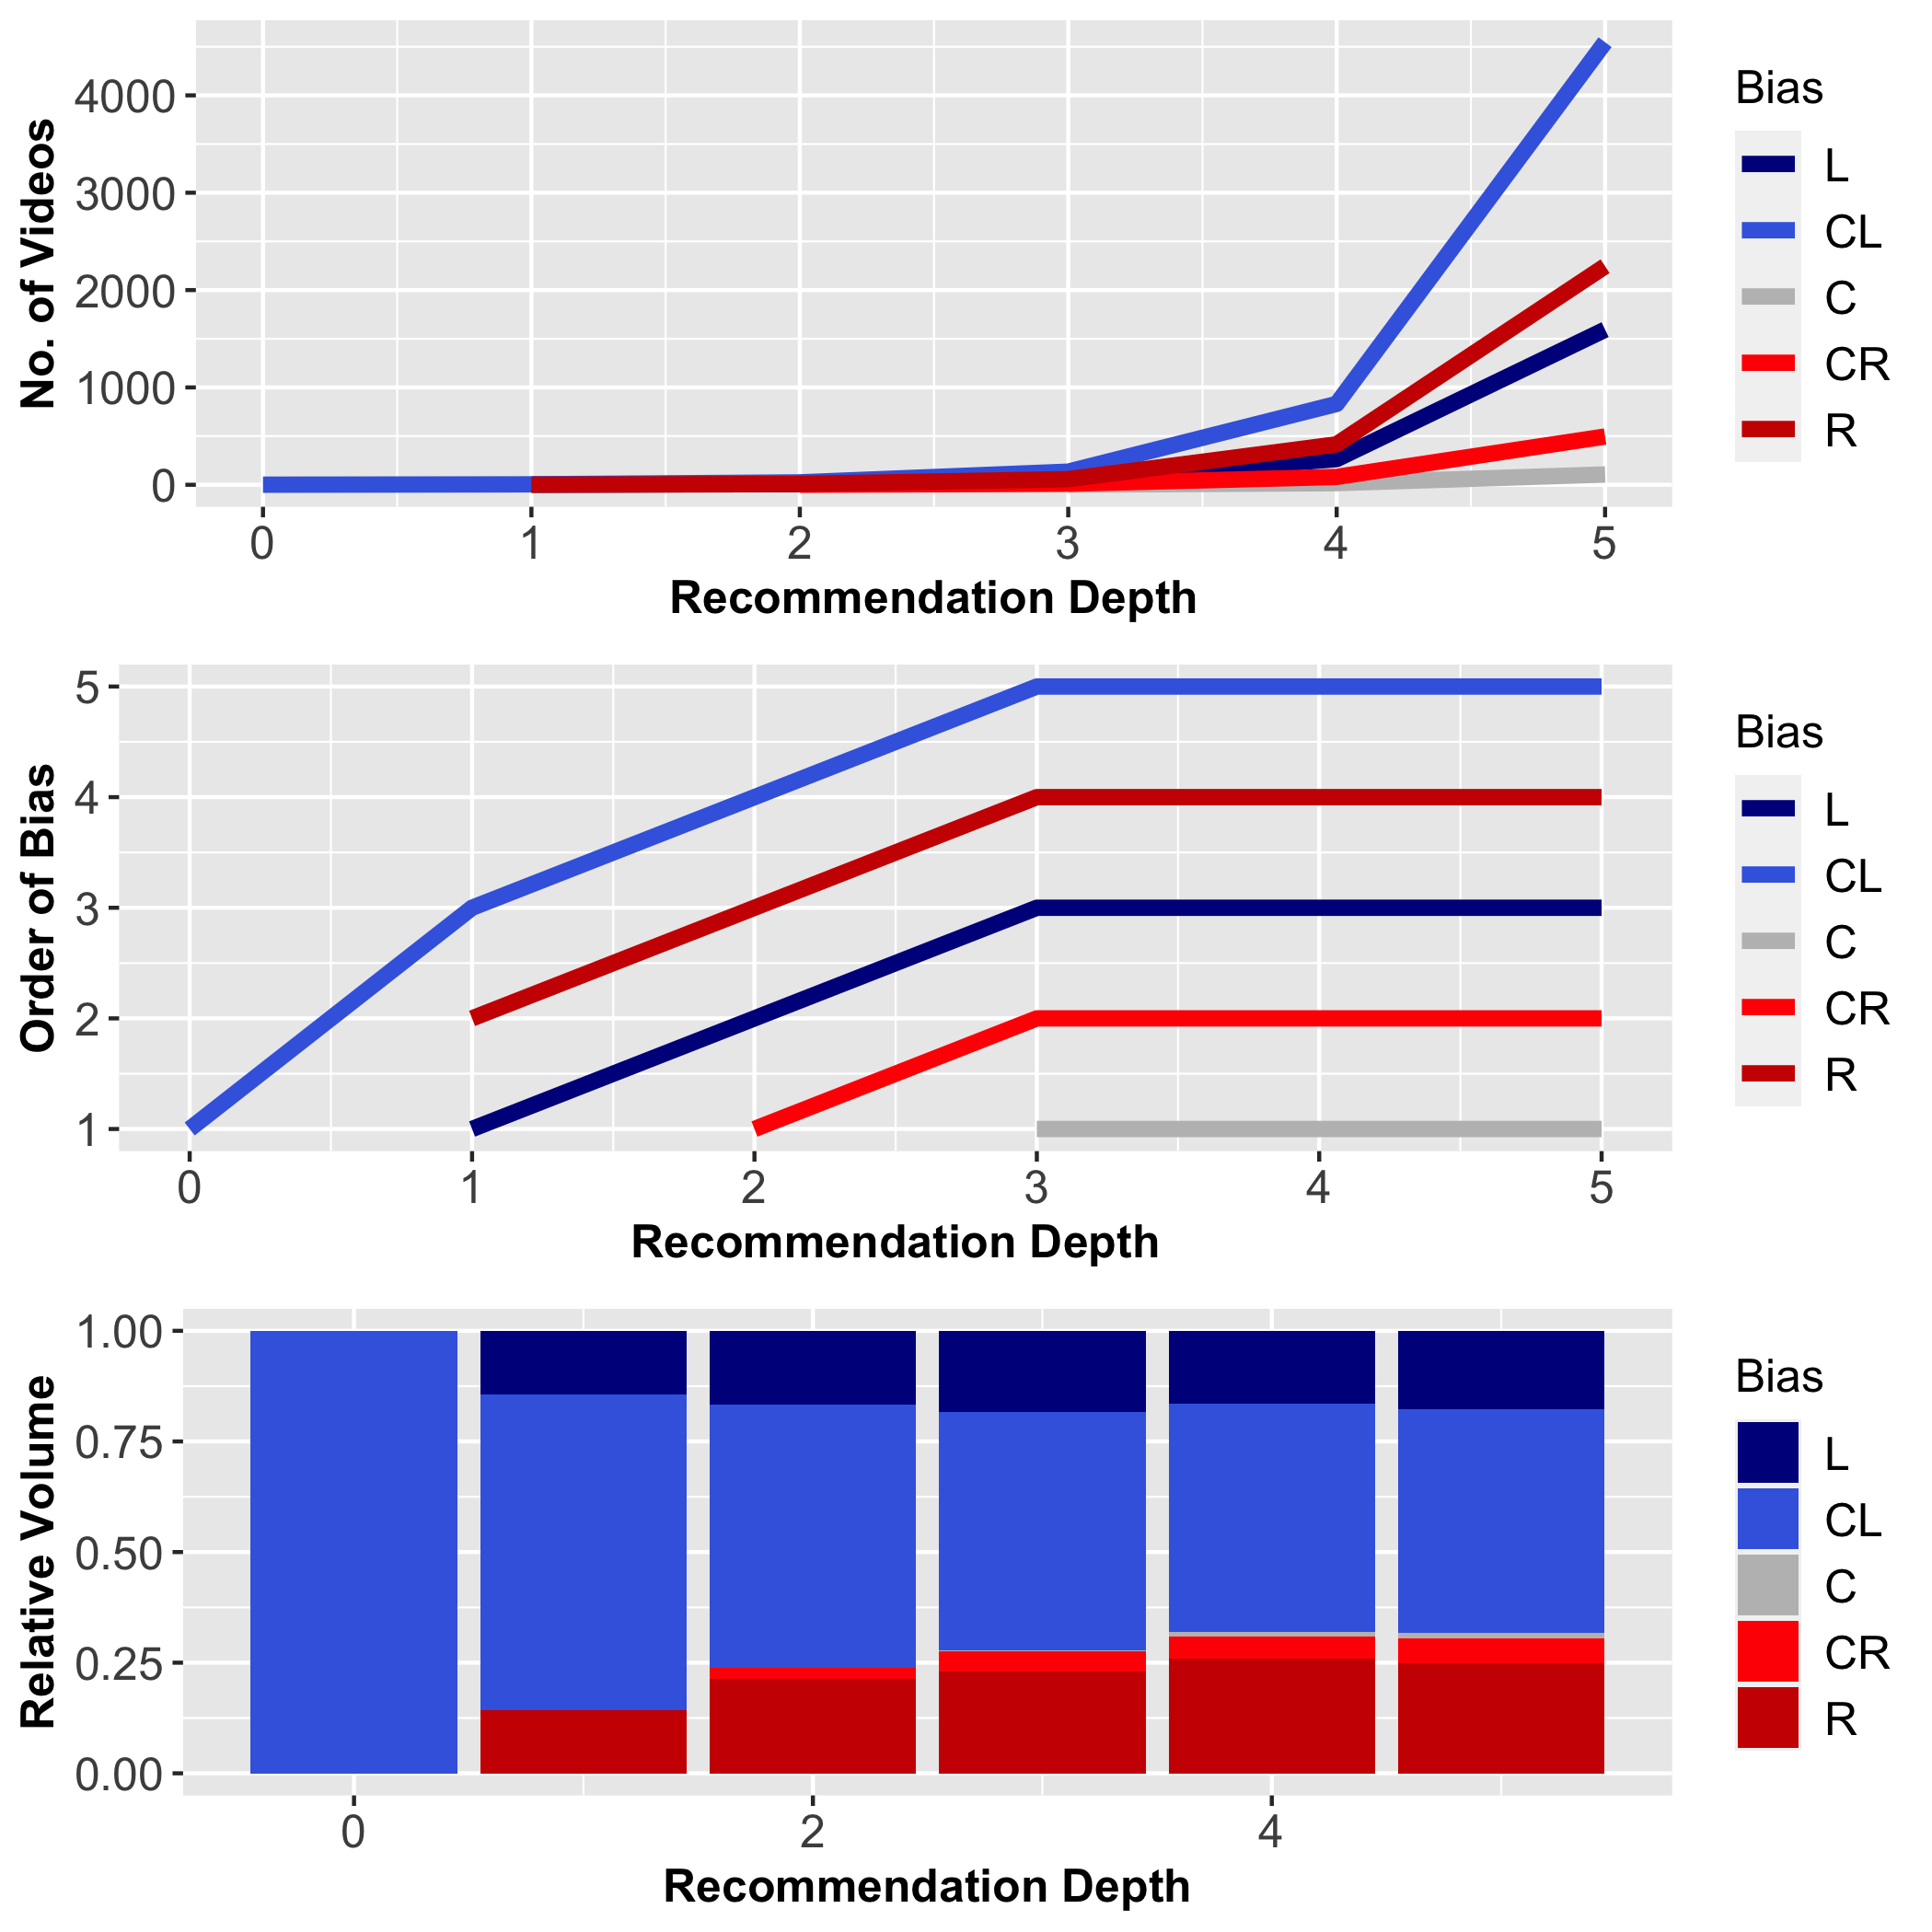 No. of Videos
4000
3000
2000
1000
0
0 1 2 3 4 5
Recommendation Depth
Bias
L
CL
C
CR
R
Order of Bias
5
4
3
2
1
0 1 2 3 4 5
Recommendation Depth
Bias
L
CL
C
CR
R
Relative Volume
1.00
0.75
0.50
0.25
0.00
0 2 4
Recommendation Depth
Bias
L
CL
C
CR
R